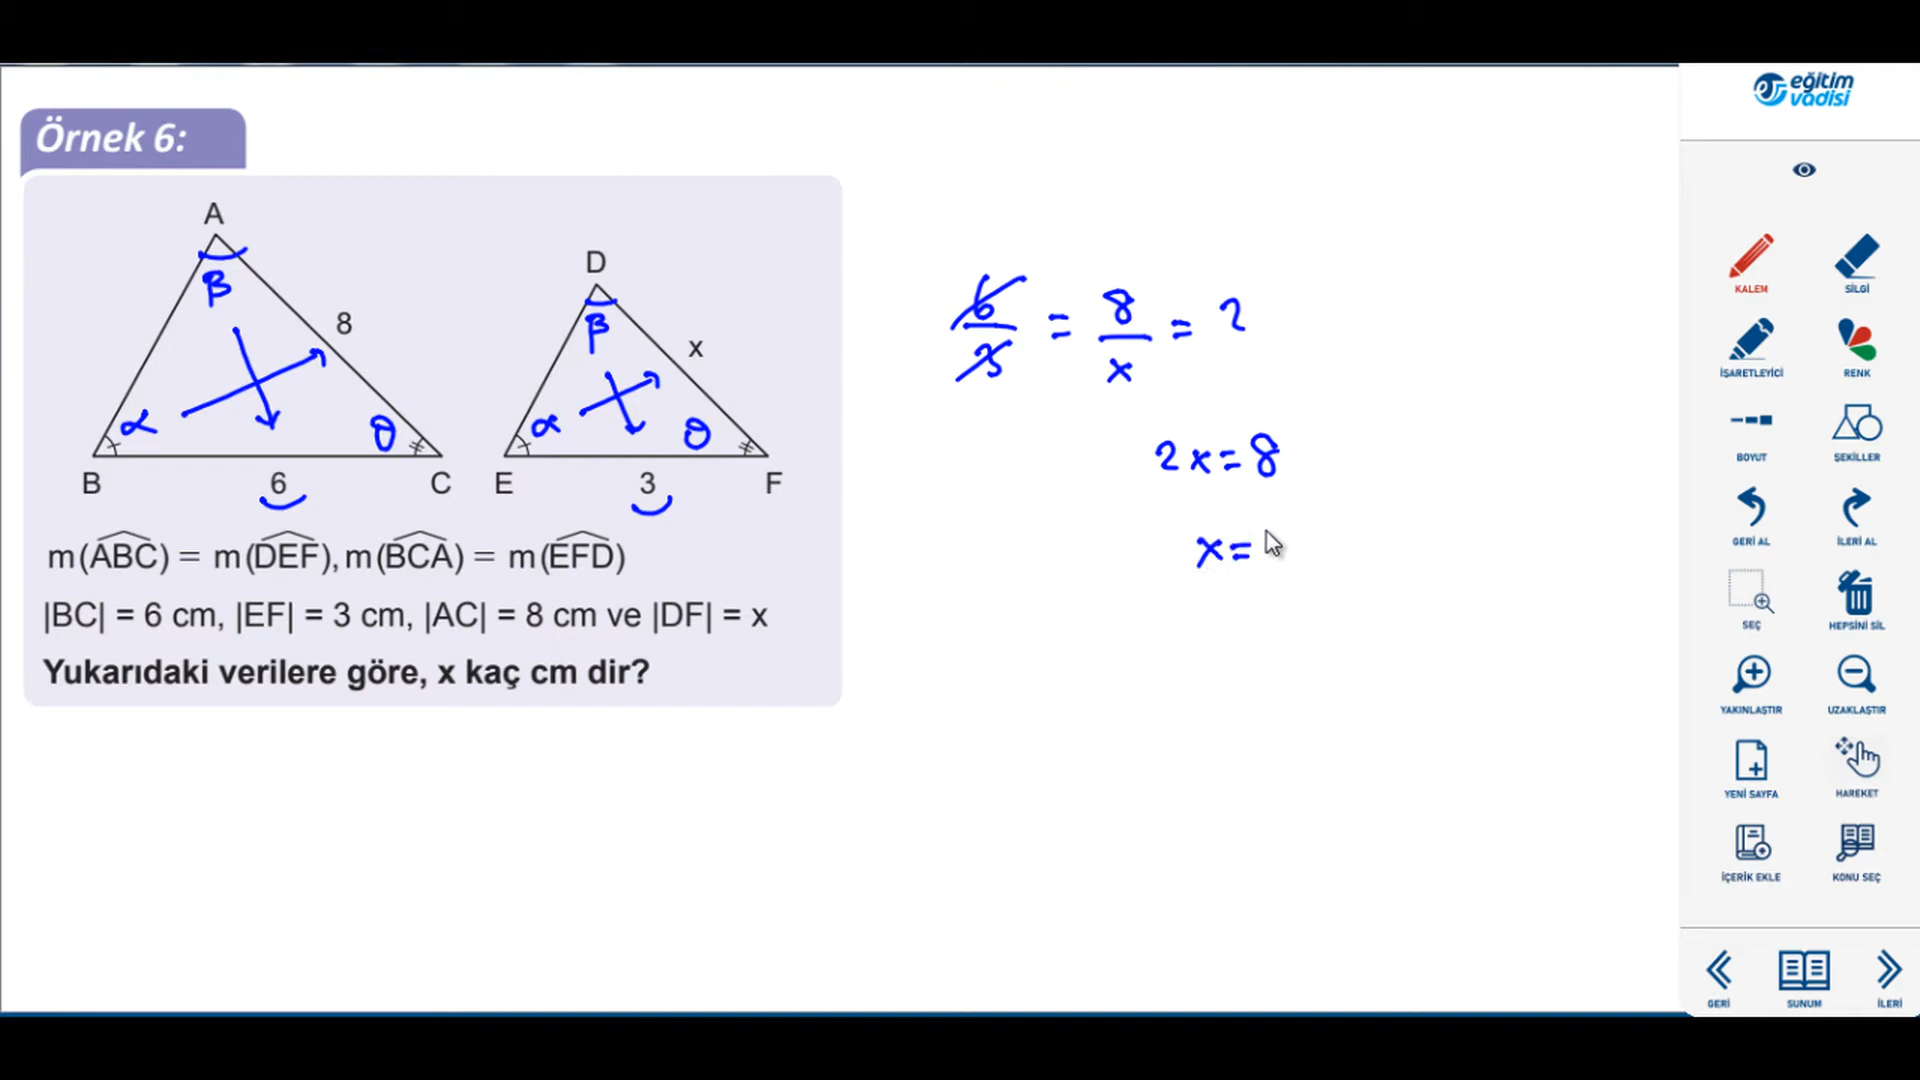 eğitim
vadisi
Örnek 6:
A
β
8
α
θ
B
6
C
D
β
x
α
θ
E
3
F
m(ABC) = m(DEF), m(BCA) = m(EFD)
|BC| = 6 cm, |EF| = 3 cm, |AC| = 8 cm ve |DF| = x
Yukarıdaki verilere göre, x kaç cm dir?
6/3 = 8/x = 2
2x=8
x=
KALEM
SİLGİ
İŞARETLEYİCİ
RENK
BOYUT
ŞEKİLLER
GERİ AL
İLERİ AL
SEÇ
HEPSİNİ SİL
YAKINLAŞTIR
UZAKLAŞTIR
YENİ SAYFA
HAREKET
İÇERİK EKLE
KONU SEÇ
GERİ
SUNUM
İLERİ